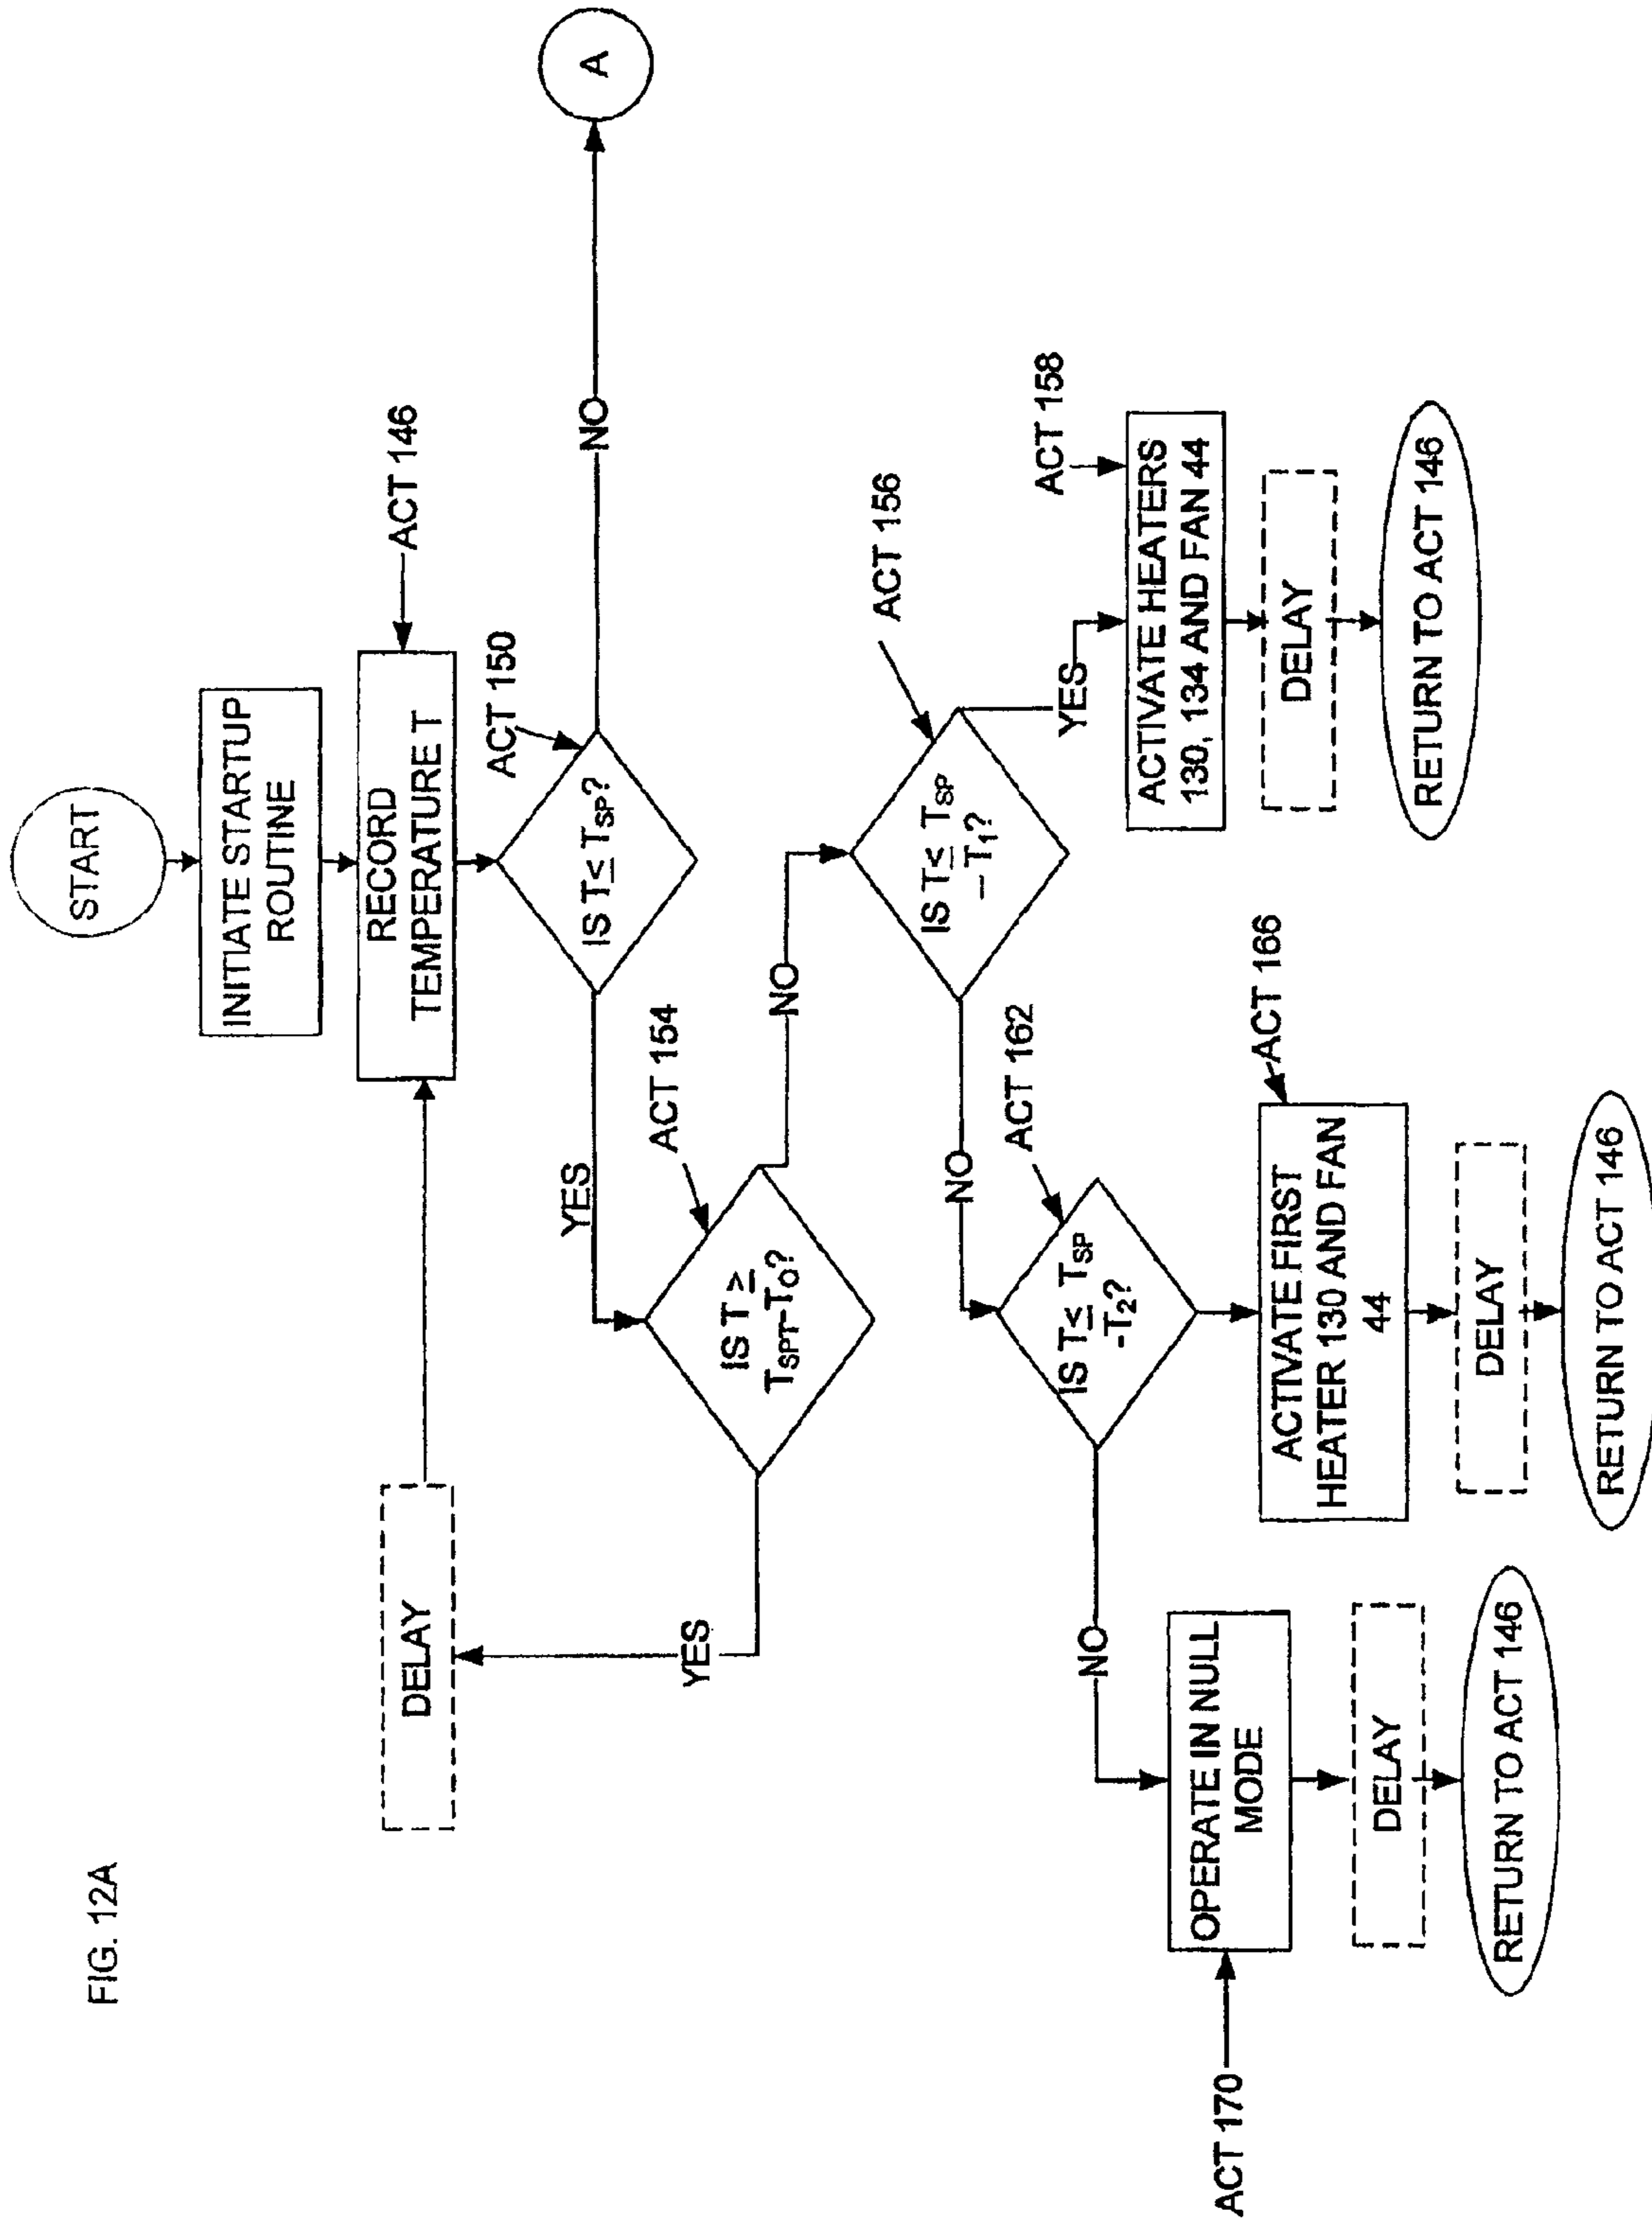 FIG. 12A
START
INITIATE STARTUP
ROUTINE
RECORD
TEMPERATURE T
ACT 146
DELAY
ACT 150
IS T ≤ TSP?
NO
A
YES
ACT 154
IS T ≥
TSPT-TO?
YES
NO
ACT 156
IS T ≤ TSP
– T1?
YES
ACT 158
ACTIVATE HEATERS
130, 134 AND FAN 44
DELAY
RETURN TO ACT 146
NO
ACT 162
IS T ≤ TSP
-T2?
ACT 166
ACTIVATE FIRST
HEATER 130 AND FAN
44
DELAY
RETURN TO ACT 146
NO
ACT 170
OPERATE IN NULL
MODE
DELAY
RETURN TO ACT 146